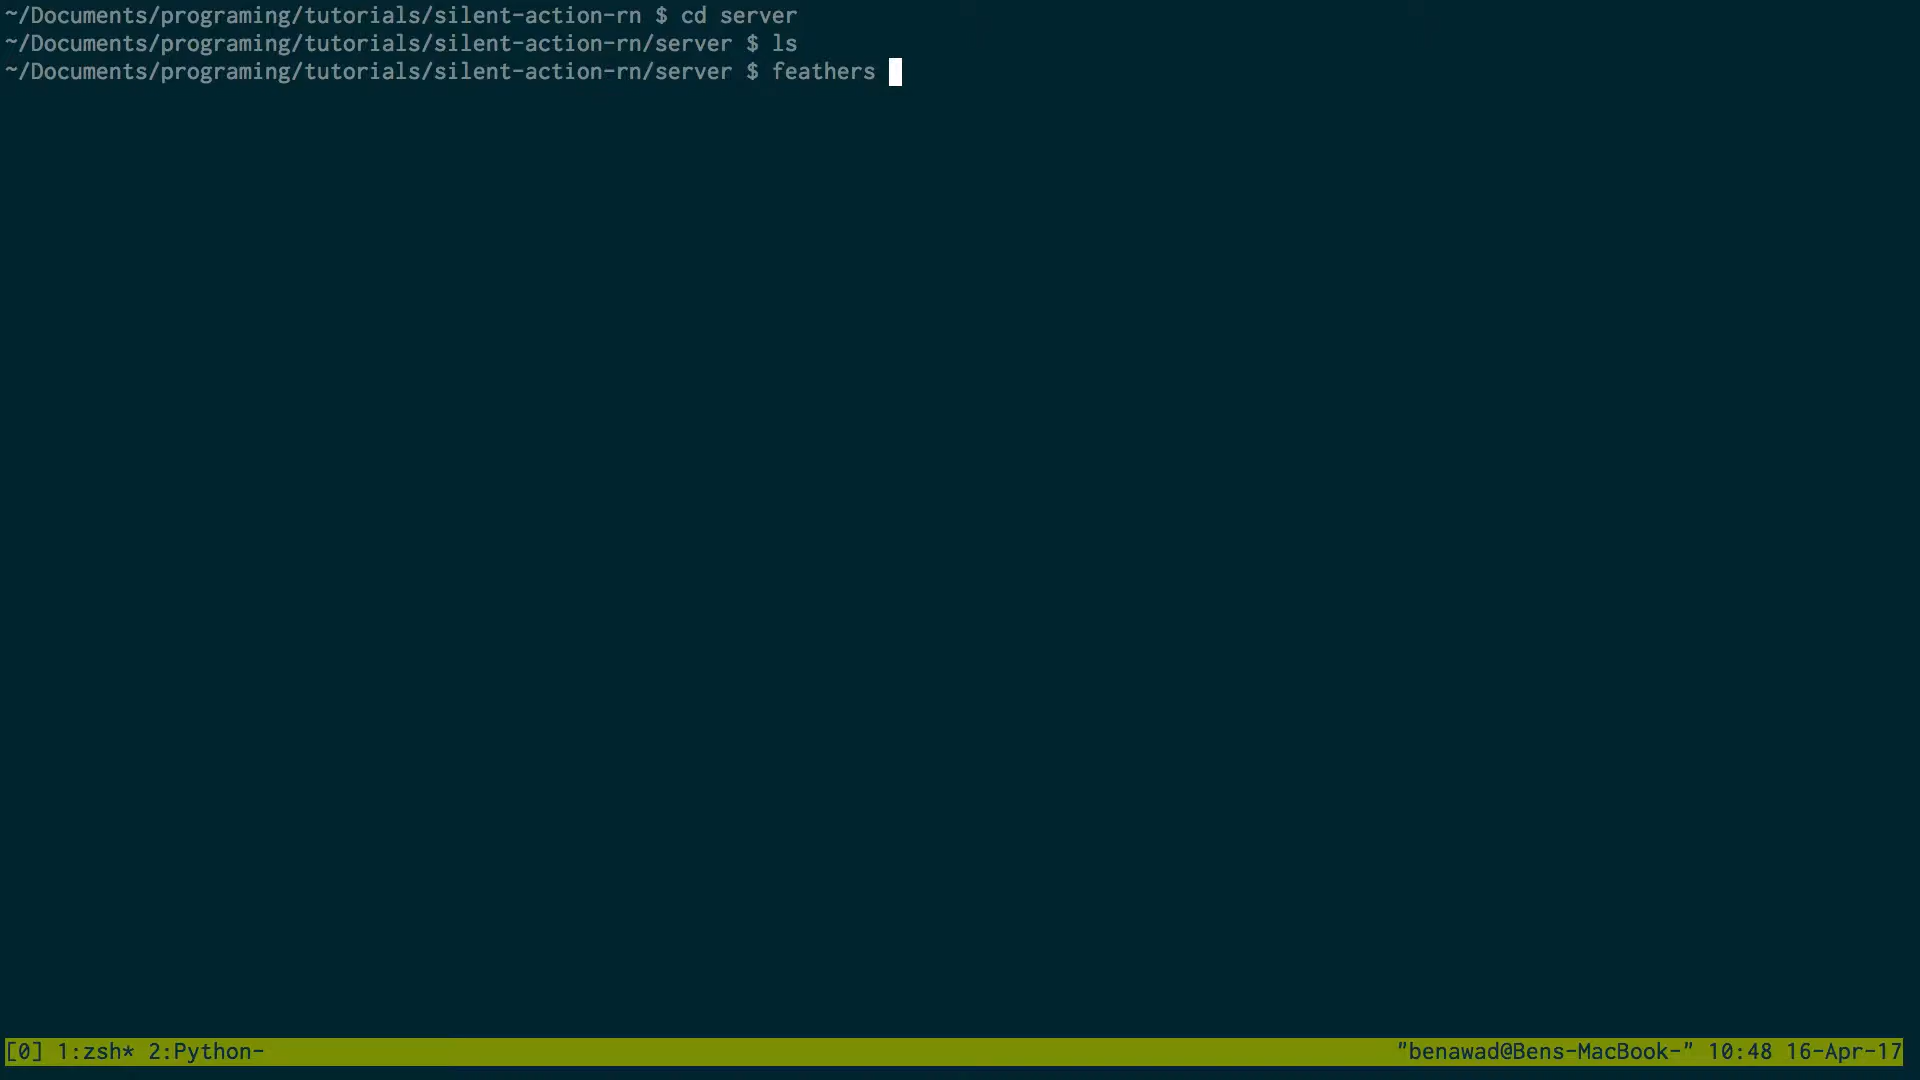 ~/Documents/programing/tutorials/silent-action-rn $ cd server
~/Documents/programing/tutorials/silent-action-rn/server $ ls
~/Documents/programing/tutorials/silent-action-rn/server $ feathers
[0] 1:zsh* 2:Python- "benawad@Bens-MacBook-" 10:48 16-Apr-17